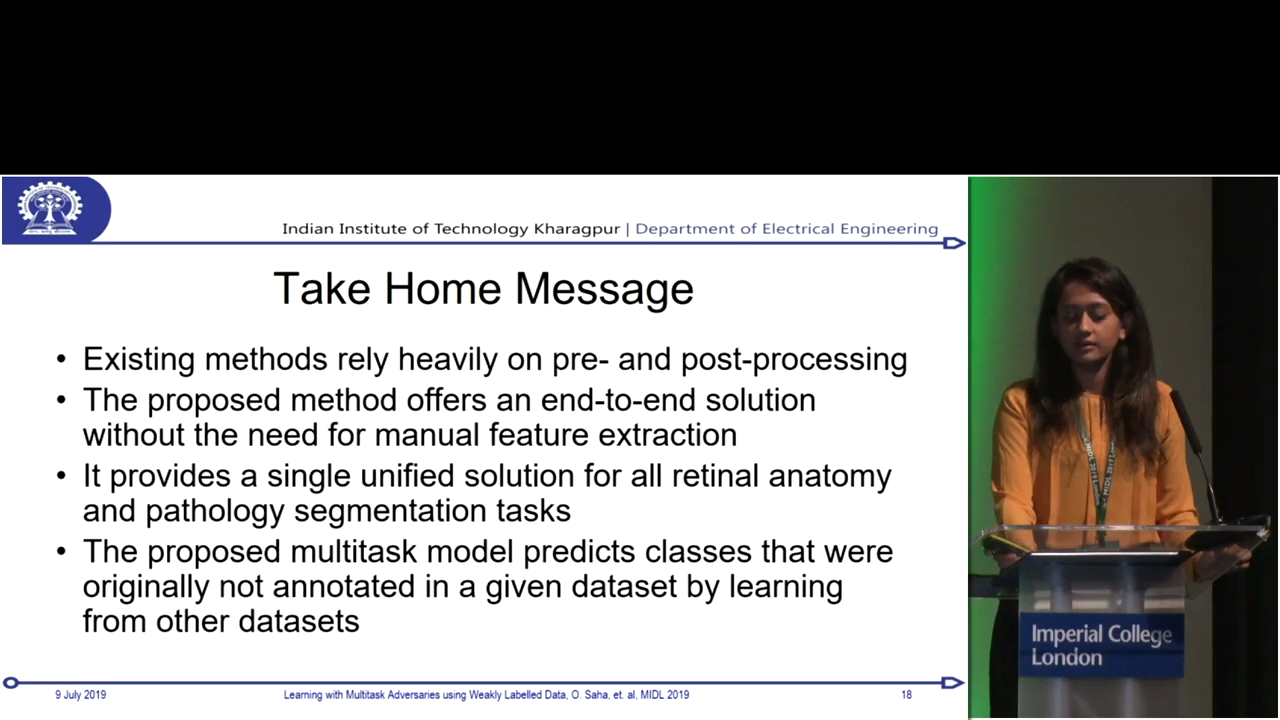 Indian Institute of Technology Kharagpur | Department of Electrical Engineering
Take Home Message
• Existing methods rely heavily on pre- and post-processing
• The proposed method offers an end-to-end solution
without the need for manual feature extraction
• It provides a single unified solution for all retinal anatomy
and pathology segmentation tasks
• The proposed multitask model predicts classes that were
originally not annotated in a given dataset by learning
from other datasets
9 July 2019
Learning with Multitask Adversaries using Weakly Labelled Data, O. Saha, et. al, MIDL 2019
18
MIDL 2019
Imperial College
London